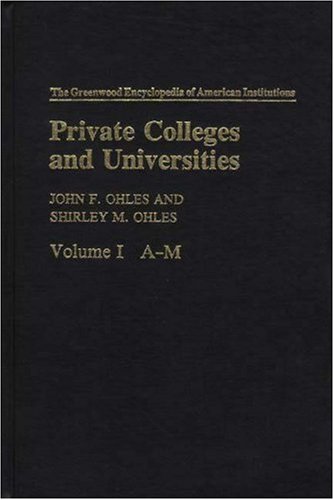 The Greenwood Encyclopedia of American Institutions
Private Colleges
and Universities
JOHN F. OHLES AND
SHIRLEY M. OHLES
Volume I A–M